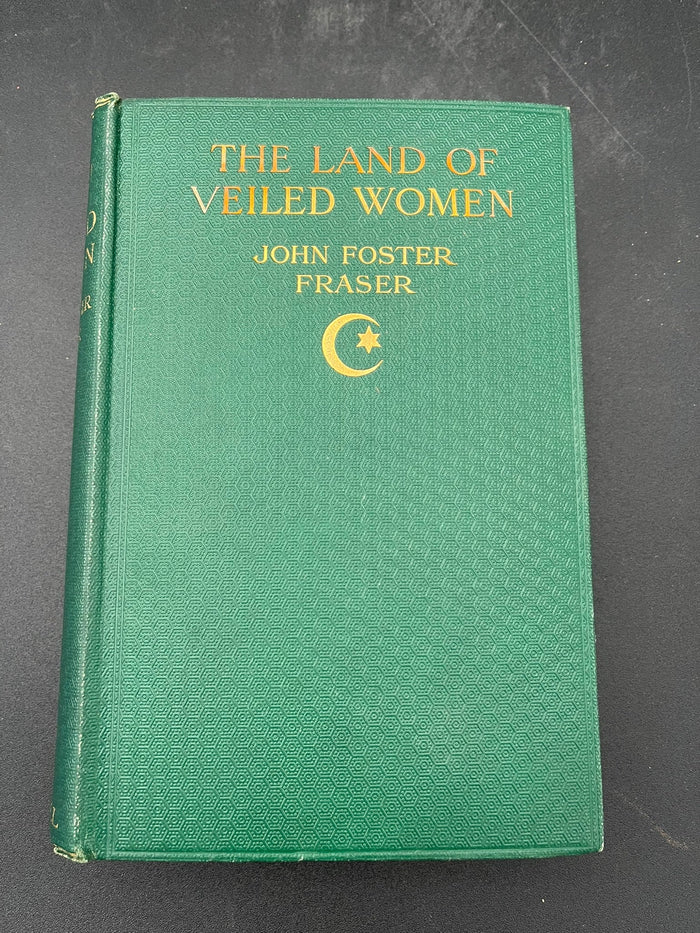 THE LAND OF
VEILED WOMEN
JOHN FOSTER
FRASER